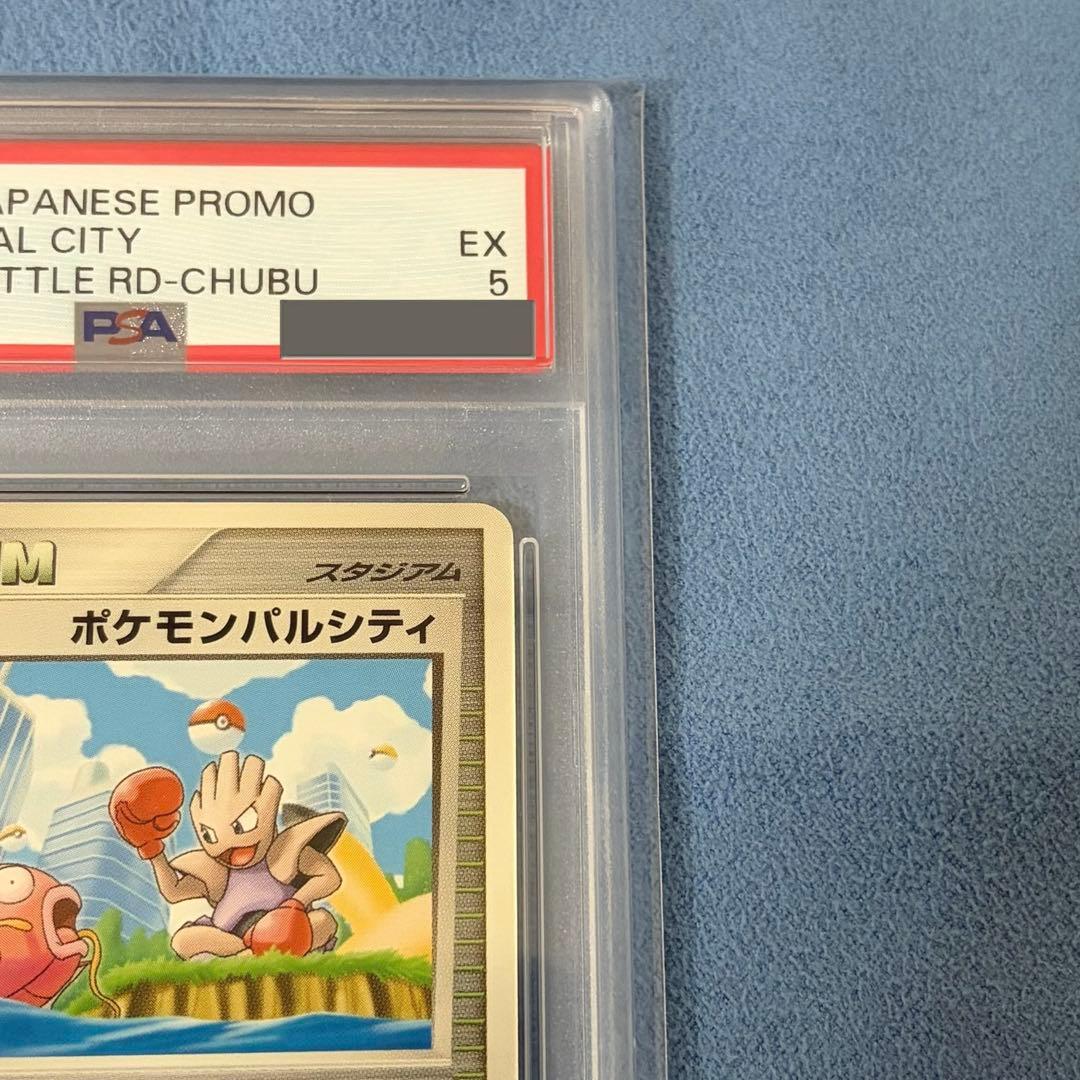 APANESE PROMO
AL CITY
EX
TTLE RD-CHUBU
5
PSA
UM
スタジアム
ポケモンパルシティ